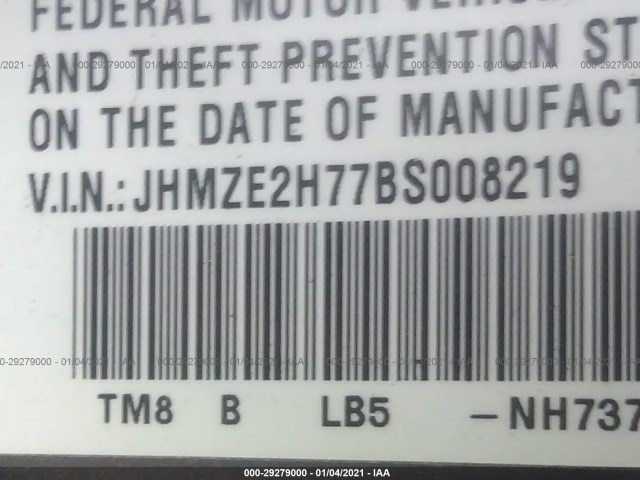 FEDERAL MOTOR
AND THEFT PREVENTION ST
ON THE DATE OF MANUFACT
V.I.N.: JHMZE2H77BS008219
TM8 B LB5 -NH737
000-29279000 - 01/04/2021 - IAA